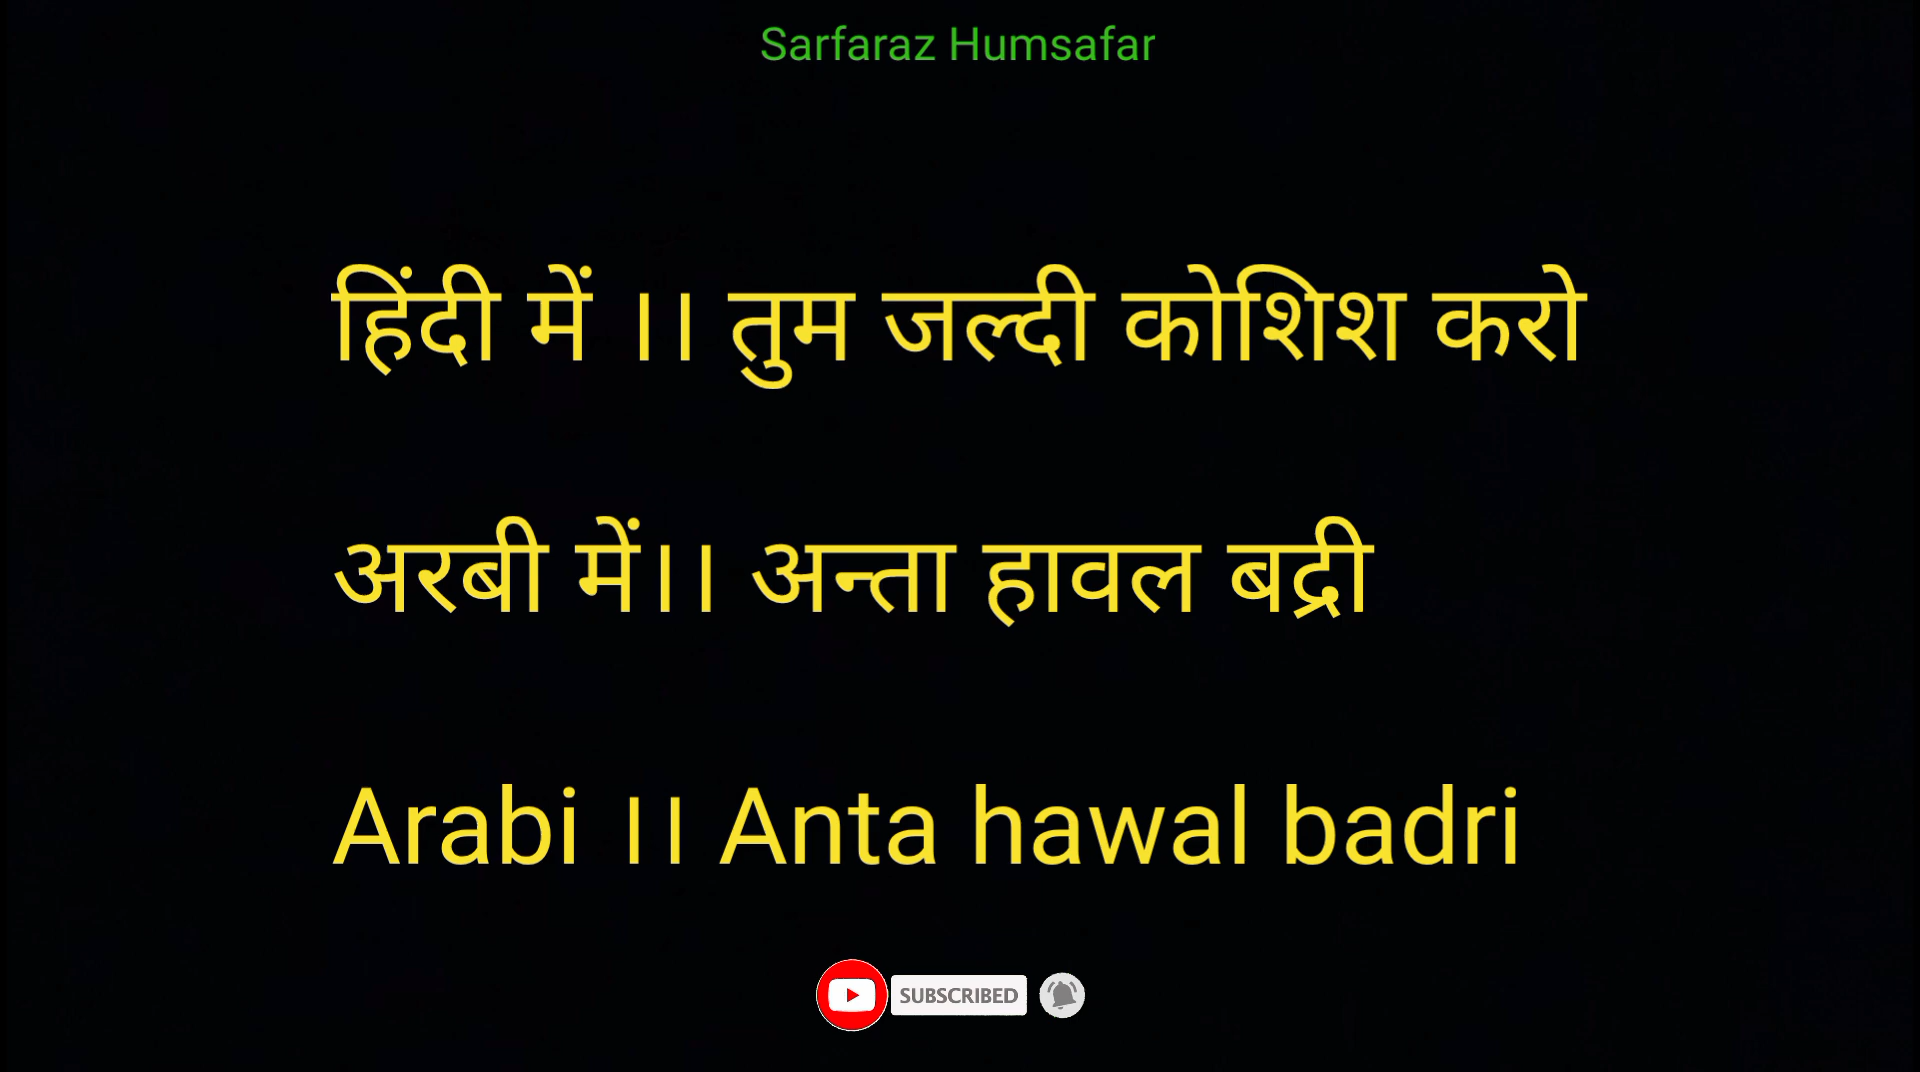 Sarfaraz Humsafar
हिंदी में ।। तुम जल्दी कोशिश करो
अरबी में।। अन्ता हावल बद्री
Arabi ।। Anta hawal badri
SUBSCRIBED